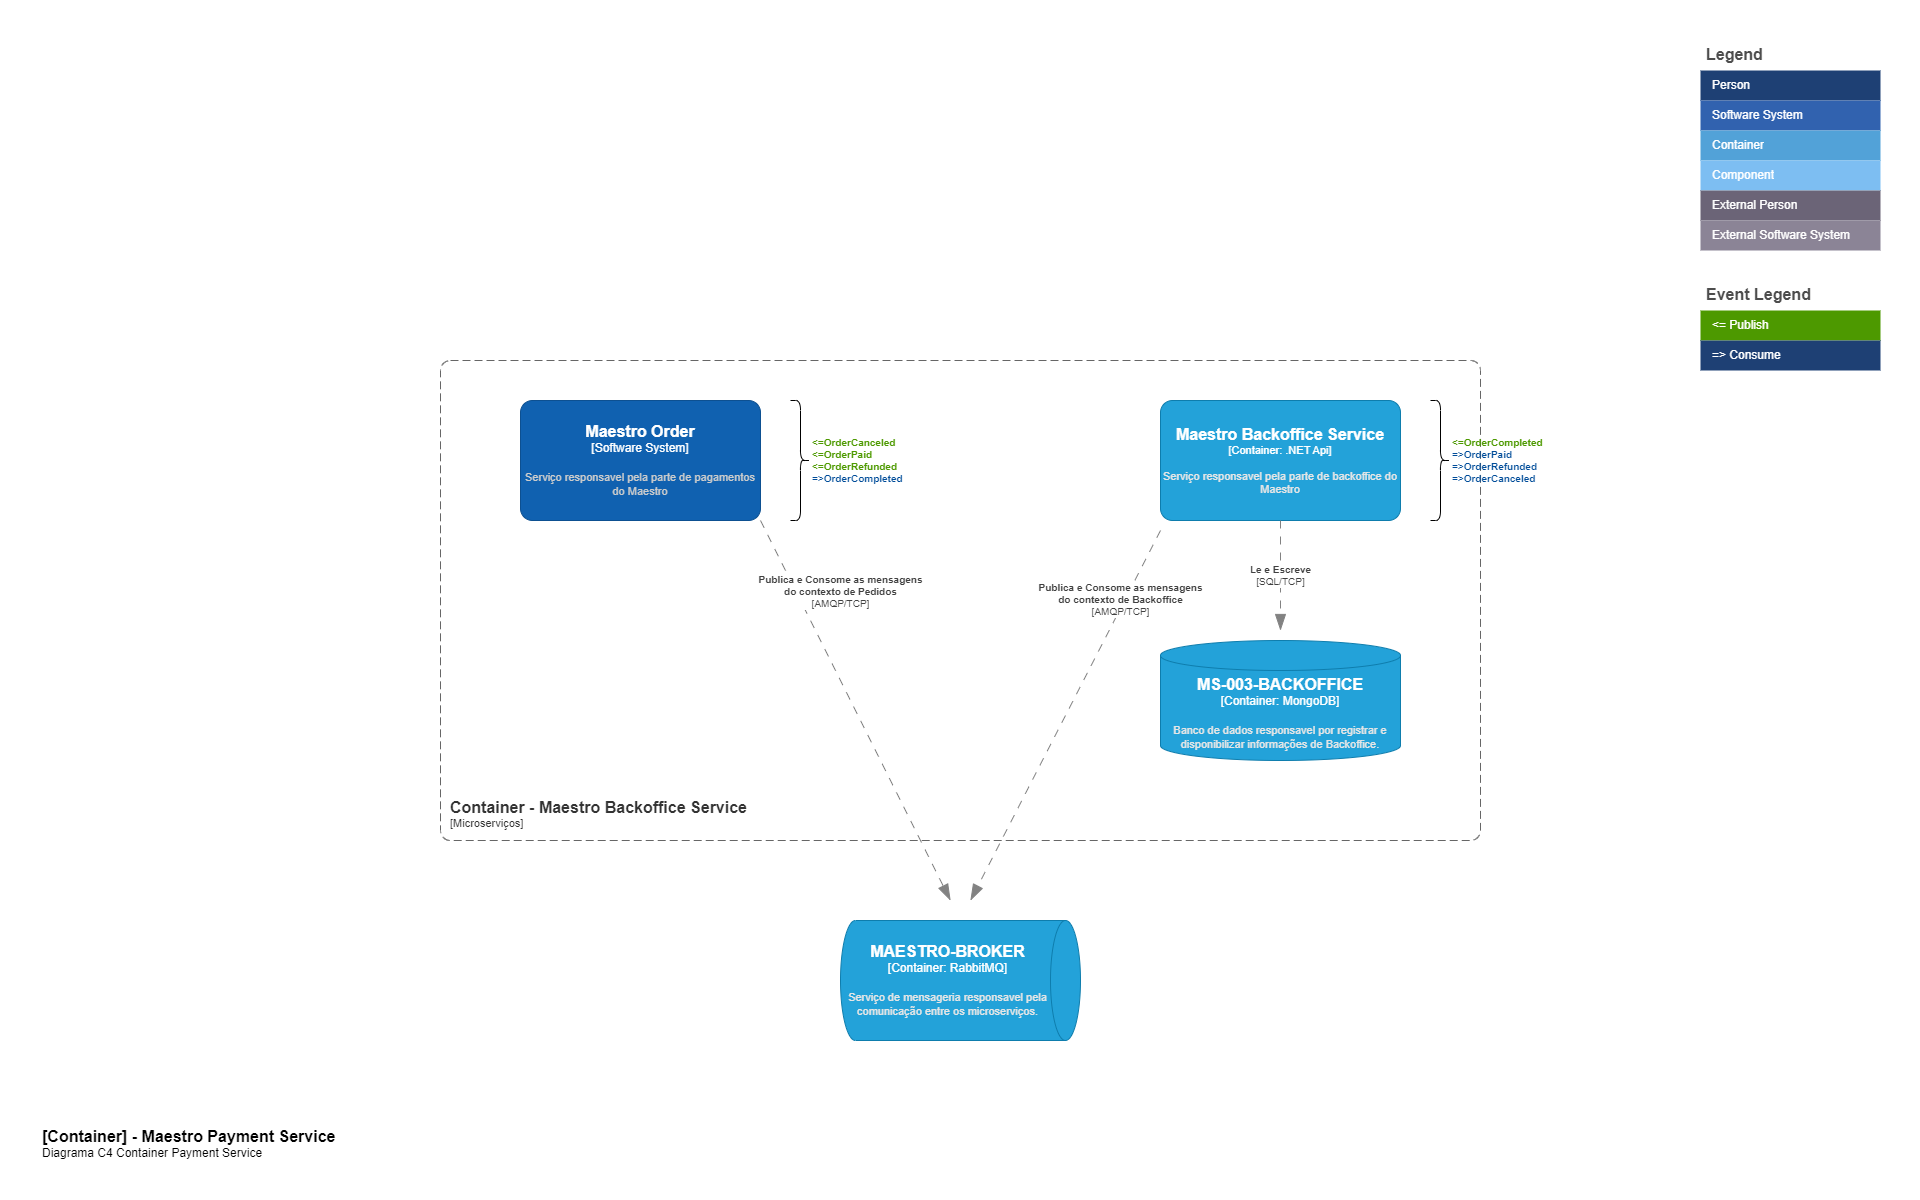 Legend
Person
Software System
Container
Component
External Person
External Software System
Event Legend
<= Publish
=> Consume
Maestro Order
[Software System]
Serviço responsavel pela parte de pagamentos
do Maestro
<=OrderCanceled
<=OrderPaid
<=OrderRefunded
=>OrderCompleted
Maestro Backoffice Service
[Container: .NET Api]
Serviço responsavel pela parte de backoffice do
Maestro
<=OrderCompleted
=>OrderPaid
=>OrderRefunded
=>OrderCanceled
Publica e Consome as mensagens
do contexto de Pedidos
[AMQP/TCP]
Publica e Consome as mensagens
do contexto de Backoffice
[AMQP/TCP]
Le e Escreve
[SQL/TCP]
MS-003-BACKOFFICE
[Container: MongoDB]
Banco de dados responsavel por registrar e
disponibilizar informações de Backoffice.
Container - Maestro Backoffice Service
[Microserviços]
MAESTRO-BROKER
[Container: RabbitMQ]
Serviço de mensageria responsavel pela
comunicação entre os microserviços.
[Container] - Maestro Payment Service
Diagrama C4 Container Payment Service